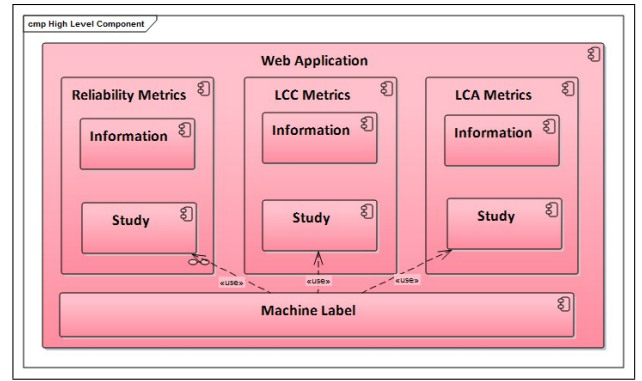 cmp High Level Component
Web Application
Reliability Metrics
Information
Study
LCC Metrics
Information
Study
LCA Metrics
Information
Study
«use»
«use»
«use»
Machine Label